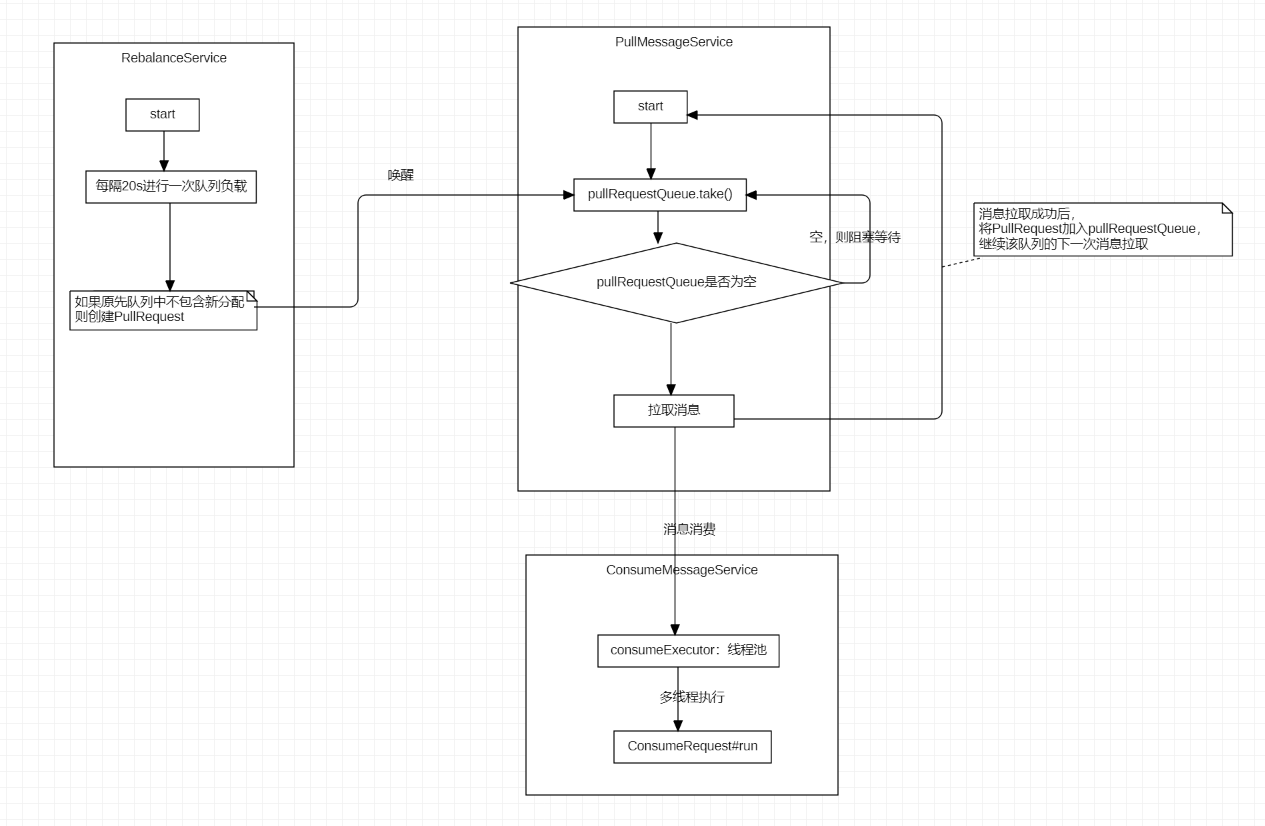 RebalanceService
start
每隔20s进行一次队列负载
如果原先队列中不包含新分配
则创建PullRequest
唤醒
PullMessageService
start
pullRequestQueue.take()
空，则阻塞等待
pullRequestQueue是否为空
拉取消息
消息拉取成功后，
将PullRequest加入pullRequestQueue，
继续该队列的下一次消息拉取
消息消费
ConsumeMessageService
consumeExecutor：线程池
多线程执行
ConsumeRequest#run